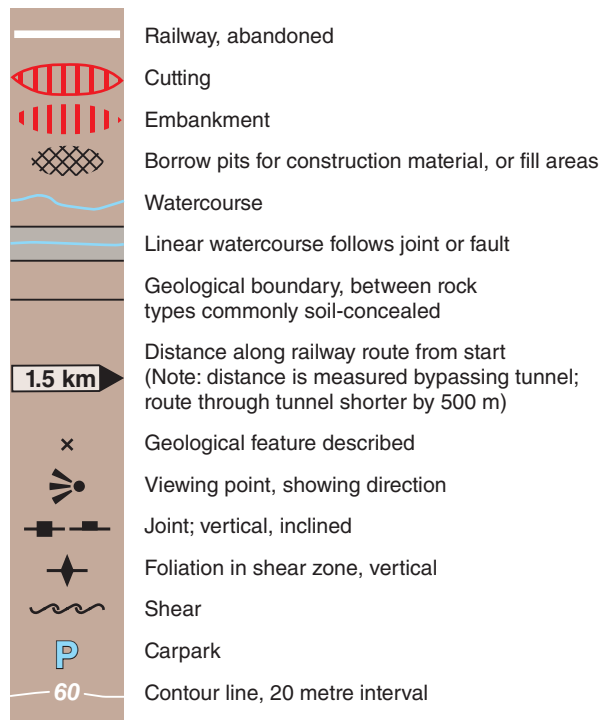 Railway, abandoned
Cutting
Embankment
Borrow pits for construction material, or fill areas
Watercourse
Linear watercourse follows joint or fault
Geological boundary, between rock
types commonly soil-concealed
Distance along railway route from start
1.5 km (Note: distance is measured bypassing tunnel;
route through tunnel shorter by 500 m)
Geological feature described
Viewing point, showing direction
Joint; vertical, inclined
Foliation in shear zone, vertical
Shear
P Carpark
60 Contour line, 20 metre interval